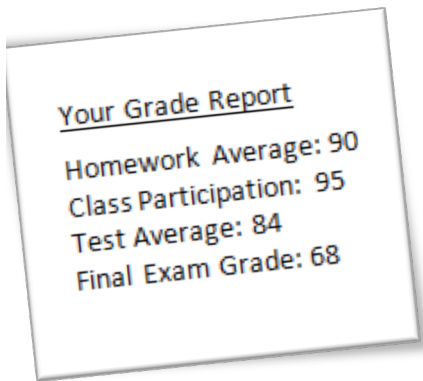 Your Grade Report
Homework Average: 90
Class Participation: 95
Test Average: 84
Final Exam Grade: 68